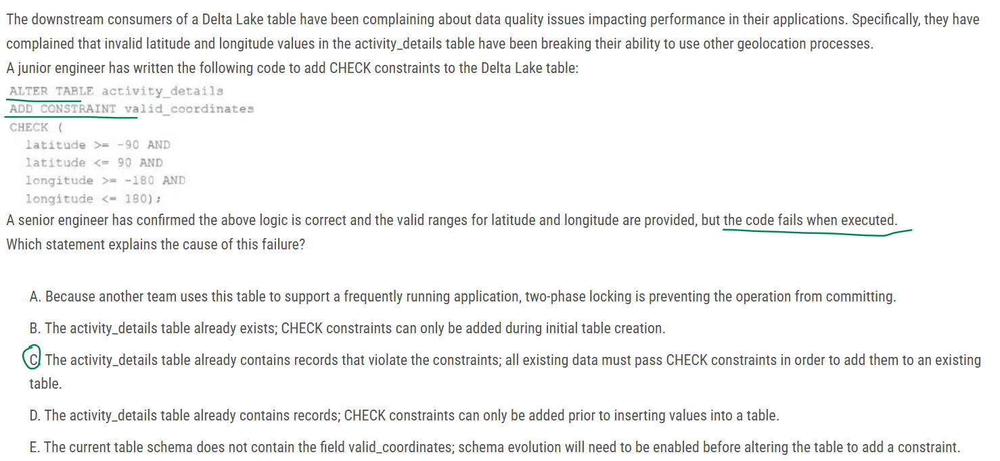 The downstream consumers of a Delta Lake table have been complaining about data quality issues impacting performance in their applications. Specifically, they have
complained that invalid latitude and longitude values in the activity_details table have been breaking their ability to use other geolocation processes.
A junior engineer has written the following code to add CHECK constraints to the Delta Lake table:
ALTER TABLE activity_details
ADD CONSTRAINT valid_coordinates
CHECK (
latitude >= -90 AND
latitude <= 90 AND
longitude >= -180 AND
longitude <= 180);
A senior engineer has confirmed the above logic is correct and the valid ranges for latitude and longitude are provided, but the code fails when executed.
Which statement explains the cause of this failure?
A. Because another team uses this table to support a frequently running application, two-phase locking is preventing the operation from committing.
B. The activity_details table already exists; CHECK constraints can only be added during initial table creation.
C. The activity_details table already contains records that violate the constraints; all existing data must pass CHECK constraints in order to add them to an existing
table.
D. The activity_details table already contains records; CHECK constraints can only be added prior to inserting values into a table.
E. The current table schema does not contain the field valid_coordinates; schema evolution will need to be enabled before altering the table to add a constraint.